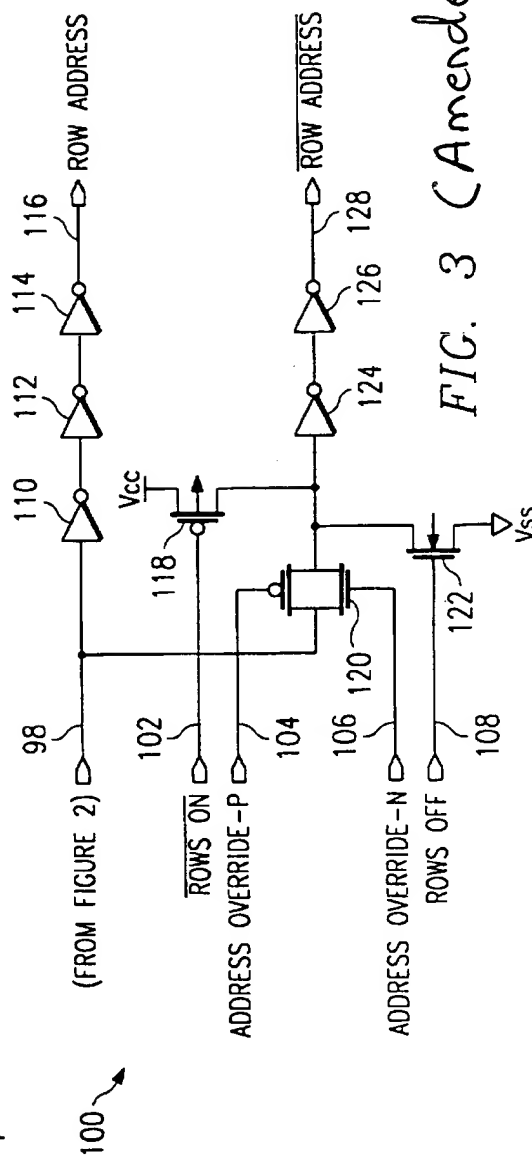 100
(FROM FIGURE 2)
98
110
112
114
116
ROW ADDRESS
Vcc
118
ROWS ON
102
ADDRESS OVERRIDE-P
104
120
124
126
128
ROW ADDRESS
ADDRESS OVERRIDE-N
106
ROWS OFF
108
122
Vss
FIG. 3 (Amende